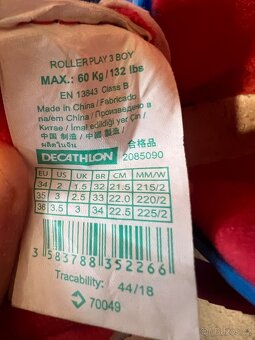 ROLLER PLAY 3 BOY
MAX.: 60 Kg/132 lbs
EN 13843 Class B
Made in China / Fabricado
na/em China / Сделано в
Китае / Imal edildiği yer Çin /
中国 制造 / 中國 製造 /
ผลิตในจีน
合格品
DECATHLON 2085090
EU US UK BR CM MM/W
34 2 1.5 32 21.5 215/2
35 3 2.5 33 22.0 220/2
36 3.5 3 34 22.5 225/2
3 583788 352266
Tracability: 44/18
70049